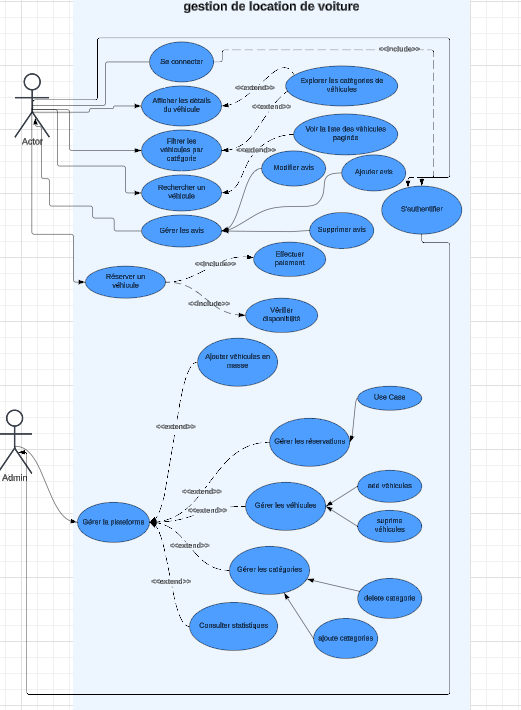 gestion de location de voiture
Se connecter
<<include>>
Explorer les catégories de
véhicules
<<extend>>
Afficher les détails
du véhicule
<<extend>>
Actor
Filtrer les
véhicules par
catégorie
Voir la liste des véhicules
paginés
<<extend>>
Modifier avis
Ajouter avis
Rechercher un
véhicule
S'authentifier
Gérer les avis
Supprimer avis
Effectuer
paiement
<<include>>
Réserver un
véhicule
<<include>>
Vérifier
disponibilité
Ajouter véhicules en
masse
Use Case
<<extend>>
Gérer les réservations
Admin
<<extend>>
add véhicules
Gérer les véhicules
<<extend>>
Gérer la plateforme
suprime
véhicules
<<extend>>
Gérer les catégories
<<extend>>
delete categorie
Consulter statistiques
ajoute categories